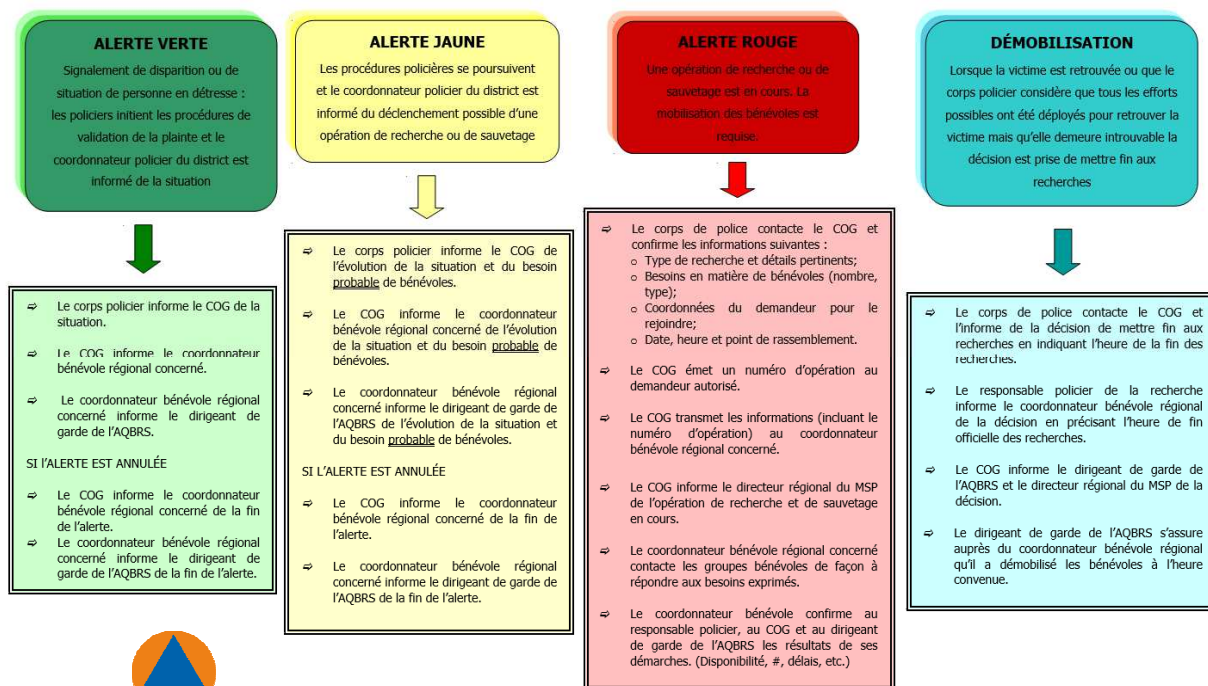 ALERTE VERTE
Signalement de disparition ou de
situation de personne en détresse :
les policiers initient les procédures de
validation de la plainte et le
coordonnateur policier du district est
informé de la situation
⇨ Le corps policier informe le COG de la
situation.
⇨ Le COG informe le coordonnateur
bénévole régional concerné.
⇨ Le coordonnateur bénévole régional
concerné informe le dirigeant de
garde de l'AQBRS.
SI l'ALERTE EST ANNULÉE
⇨ Le COG informe le coordonnateur
bénévole régional concerné de la fin
de l'alerte.
⇨ Le coordonnateur bénévole régional
concerné informe le dirigeant de
garde de l'AQBRS de la fin de l'alerte.
ALERTE JAUNE
Les procédures policières se poursuivent
et le coordonnateur policier du district est
informé du déclenchement possible d'une
opération de recherche ou de sauvetage
⇨ Le corps policier informe le COG de
l'évolution de la situation et du besoin
probable de bénévoles.
⇨ Le COG informe le coordonnateur
bénévole régional concerné de l'évolution
de la situation et du besoin probable de
bénévoles.
⇨ Le coordonnateur bénévole régional
concerné informe le dirigeant de garde de
l'AQBRS de l'évolution de la situation et
du besoin probable de bénévoles.
SI L'ALERTE EST ANNULÉE
⇨ Le COG informe le coordonnateur
bénévole régional concerné de la fin de
l'alerte.
⇨ Le coordonnateur bénévole régional
concerné informe le dirigeant de garde de
l'AQBRS de la fin de l'alerte.
ALERTE ROUGE
Une opération de recherche ou de
sauvetage est en cours. La
mobilisation des bénévoles est
requise.
⇨ Le corps de police contacte le COG et
confirme les informations suivantes :
o Type de recherche et détails pertinents;
o Besoins en matière de bénévoles (nombre,
type);
o Coordonnées du demandeur pour le
rejoindre;
o Date, heure et point de rassemblement.
⇨ Le COG émet un numéro d'opération au
demandeur autorisé.
⇨ Le COG transmet les informations (incluant le
numéro d'opération) au coordonnateur
bénévole régional concerné.
⇨ Le COG informe le directeur régional du MSP
de l'opération de recherche et de sauvetage
en cours.
⇨ Le coordonnateur bénévole régional concerné
contacte les groupes bénévoles de façon à
répondre aux besoins exprimés.
⇨ Le coordonnateur bénévole confirme au
responsable policier, au COG et au dirigeant
de garde de l'AQBRS les résultats de ses
démarches. (Disponibilité, #, délais, etc.)
DÉMOBILISATION
Lorsque la victime est retrouvée ou que le
corps policier considère que tous les efforts
possibles ont été déployés pour retrouver la
victime mais qu'elle demeure introuvable la
décision est prise de mettre fin aux
recherches
⇨ Le corps de police contacte le COG et
l'informe de la décision de mettre fin aux
recherches en indiquant l'heure de la fin des
recherches.
⇨ Le responsable policier de la recherche
informe le coordonnateur bénévole régional
de la décision en précisant l'heure de fin
officielle des recherches.
⇨ Le COG informe le dirigeant de garde de
l'AQBRS et le directeur régional du MSP de la
décision.
⇨ Le dirigeant de garde de l'AQBRS s'assure
auprès du coordonnateur bénévole régional
qu'il a démobilisé les bénévoles à l'heure
convenue.